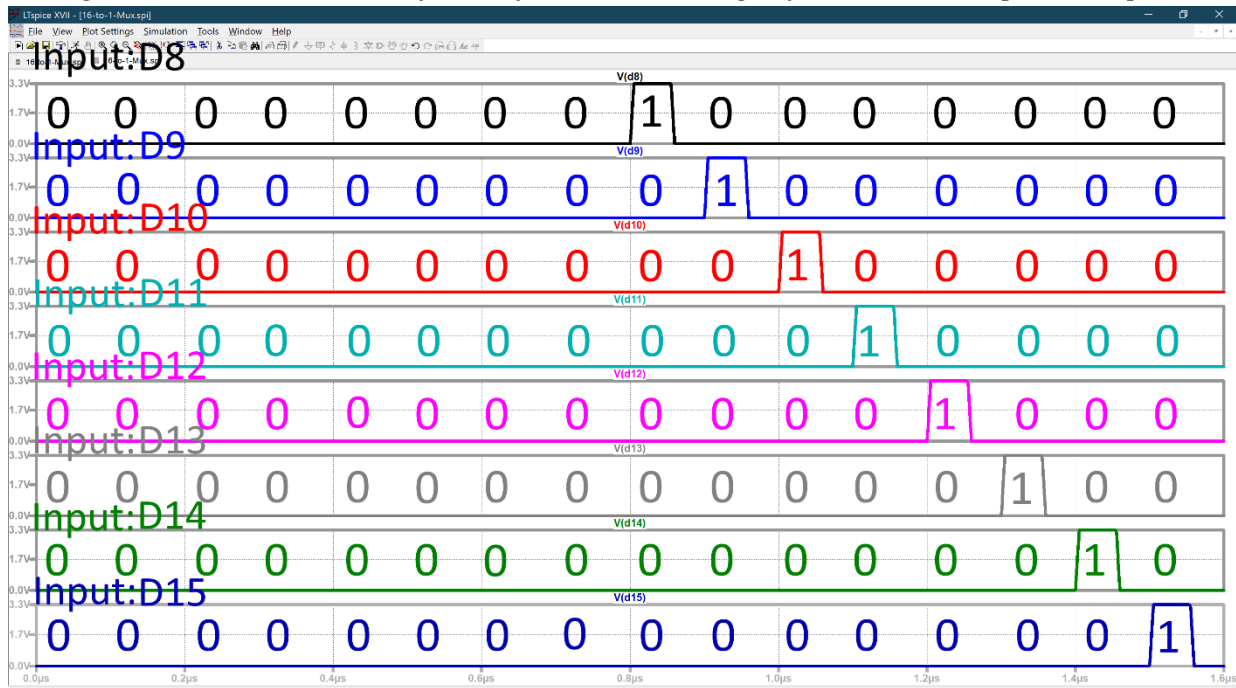 LTspice XVII - [16-to-1-Mux.spi]
File View Plot Settings Simulation Tools Window Help
Input:D8
V(d8)
3.3V
1.7V
0 0 0 0 0 0 0 0 1 0 0 0 0 0 0 0
0.0V
Input:D9
V(d9)
3.3V
1.7V
0 0 0 0 0 0 0 0 0 1 0 0 0 0 0 0
0.0V
Input:D10
V(d10)
3.3V
1.7V
0 0 0 0 0 0 0 0 0 0 1 0 0 0 0 0
0.0V
Input:D11
V(d11)
3.3V
1.7V
0 0 0 0 0 0 0 0 0 0 0 1 0 0 0 0
0.0V
Input:D12
V(d12)
3.3V
1.7V
0 0 0 0 0 0 0 0 0 0 0 0 1 0 0 0
0.0V
Input:D13
V(d13)
3.3V
1.7V
0 0 0 0 0 0 0 0 0 0 0 0 0 1 0 0
0.0V
Input:D14
V(d14)
3.3V
1.7V
0 0 0 0 0 0 0 0 0 0 0 0 0 0 1 0
0.0V
Input:D15
V(d15)
3.3V
1.7V
0 0 0 0 0 0 0 0 0 0 0 0 0 0 0 1
0.0V
0.0µs 0.2µs 0.4µs 0.6µs 0.8µs 1.0µs 1.2µs 1.4µs 1.6µs